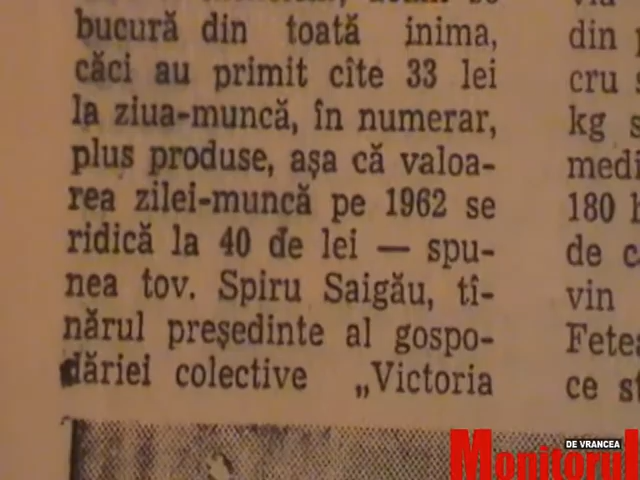 bucură din toată inima,
căci au primit cîte 33 lei
la ziua-muncă, în numerar,
plus produse, așa că valoa-
rea zilei-muncă pe 1962 se
ridică la 40 de lei — spu-
nea tov. Spiru Saigău, tî-
nărul președinte al gospo-
dăriei colective „Victoria
din
cru
kg
180
de
vin
ce
DE VRANCEA
Monitorul